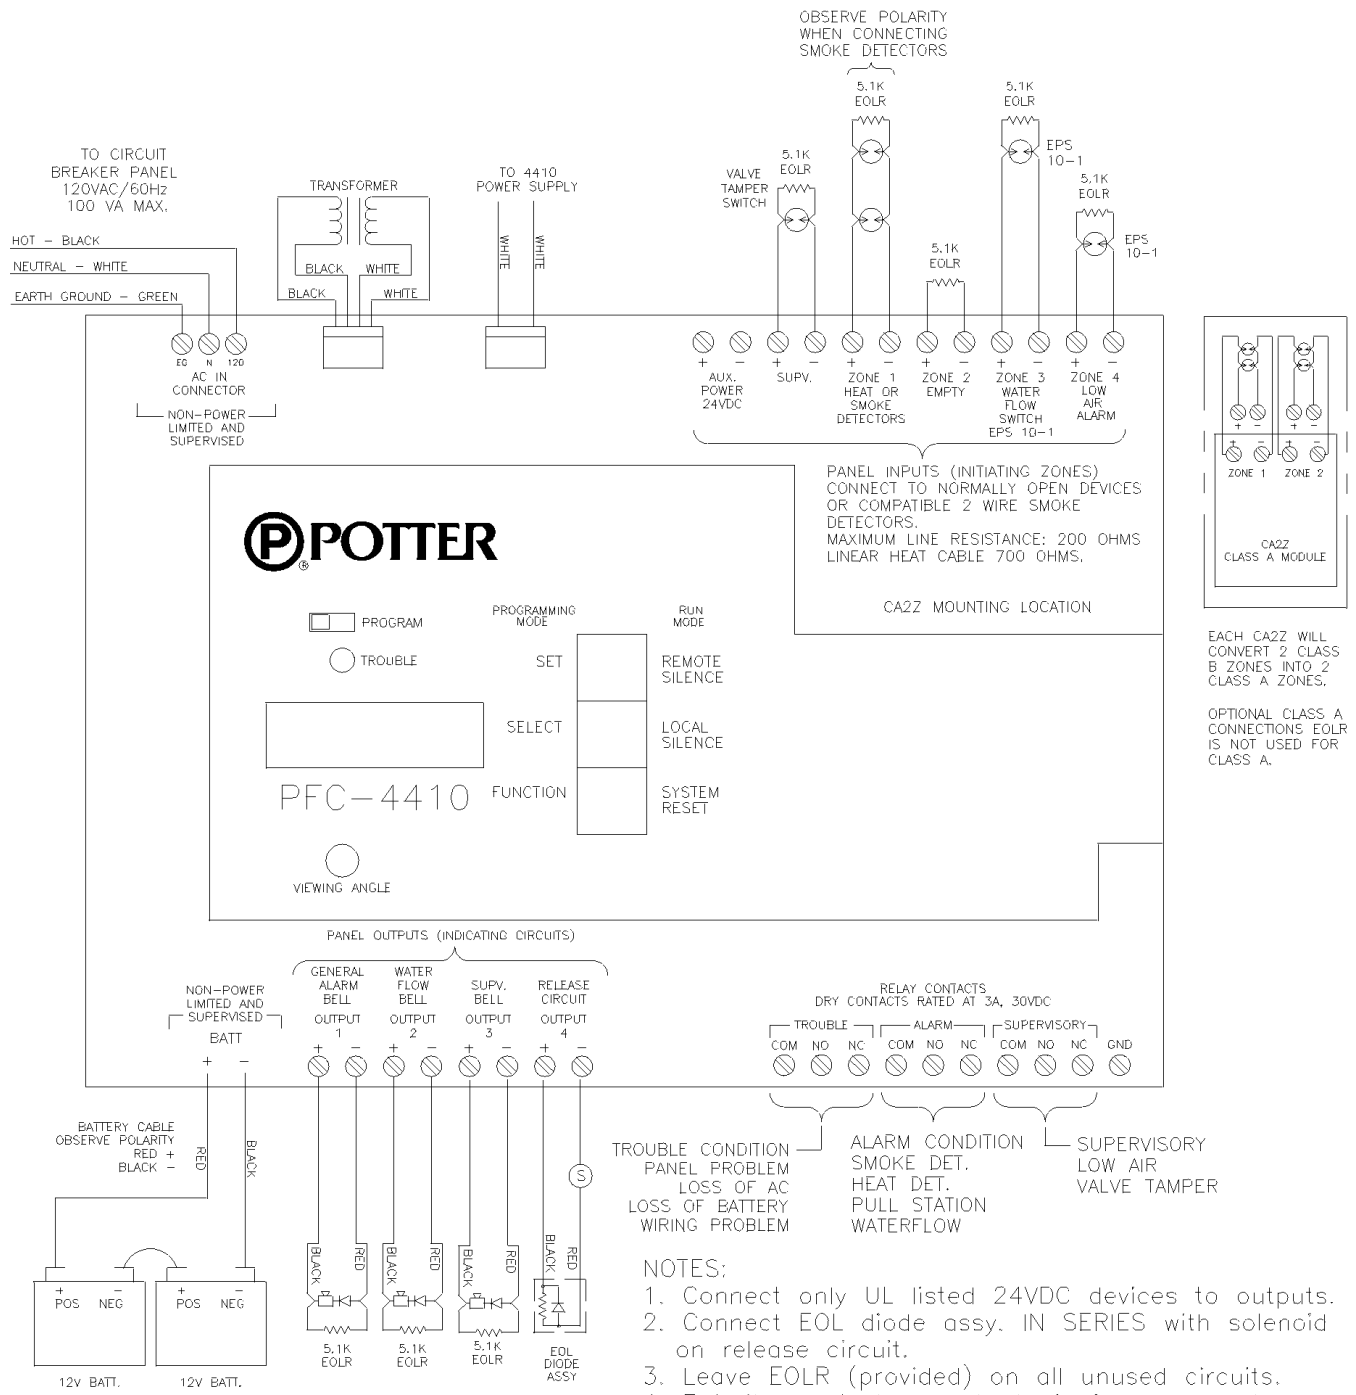 OBSERVE POLARITY
WHEN CONNECTING
SMOKE DETECTORS
5.1K
EOLR
5.1K
EOLR
EPS
10-1
5.1K
EOLR
VALVE
TAMPER
SWITCH
5.1K
EOLR
EPS
10-1
5.1K
EOLR
TO CIRCUIT
BREAKER PANEL
120VAC/60Hz
100 VA MAX.
HOT - BLACK
NEUTRAL - WHITE
EARTH GROUND - GREEN
TRANSFORMER
BLACK
WHITE
BLACK
WHITE
TO 4410
POWER SUPPLY
WHITE
WHITE
EG N 120
AC IN
CONNECTOR
NON-POWER
LIMITED AND
SUPERVISED
+ - + - + - + - + - + -
AUX.
POWER
24VDC
SUPV.
ZONE 1
HEAT OR
SMOKE
DETECTORS
ZONE 2
EMPTY
ZONE 3
WATER
FLOW
SWITCH
EPS 10-1
ZONE 4
LOW
AIR
ALARM
PANEL INPUTS (INITIATING ZONES)
CONNECT TO NORMALLY OPEN DEVICES
OR COMPATIBLE 2 WIRE SMOKE
DETECTORS.
MAXIMUM LINE RESISTANCE: 200 OHMS
LINEAR HEAT CABLE 700 OHMS.
CA2Z MOUNTING LOCATION
+ - + -
+ - + -
ZONE 1 ZONE 2
CA2Z
CLASS A MODULE
EACH CA2Z WILL
CONVERT 2 CLASS
B ZONES INTO 2
CLASS A ZONES.
OPTIONAL CLASS A
CONNECTIONS EOLR
IS NOT USED FOR
CLASS A.
P POTTER
®
PROGRAM
TROUBLE
PROGRAMMING
MODE
RUN
MODE
SET
REMOTE
SILENCE
SELECT
LOCAL
SILENCE
FUNCTION
SYSTEM
RESET
PFC-4410
VIEWING ANGLE
PANEL OUTPUTS (INDICATING CIRCUITS)
NON-POWER
LIMITED AND
SUPERVISED
BATT
+ -
GENERAL
ALARM
BELL
OUTPUT
1
+ -
WATER
FLOW
BELL
OUTPUT
2
+ -
SUPV.
BELL
OUTPUT
3
+ -
RELEASE
CIRCUIT
OUTPUT
4
+ -
RELAY CONTACTS
DRY CONTACTS RATED AT 3A, 30VDC
TROUBLE ALARM SUPERVISORY
COM NO NC COM NO NC COM NO NC GND
BATTERY CABLE
OBSERVE POLARITY
RED +
BLACK -
RED
BLACK
+ -
POS NEG
12V BATT.
+ -
POS NEG
12V BATT.
BLACK
RED
5.1K
EOLR
BLACK
RED
5.1K
EOLR
BLACK
RED
5.1K
EOLR
S
BLACK
RED
EOL
DIODE
ASSY
TROUBLE CONDITION
PANEL PROBLEM
LOSS OF AC
LOSS OF BATTERY
WIRING PROBLEM
ALARM CONDITION
SMOKE DET.
HEAT DET.
PULL STATION
WATERFLOW
SUPERVISORY
LOW AIR
VALVE TAMPER
NOTES:
1. Connect only UL listed 24VDC devices to outputs.
2. Connect EOL diode assy. IN SERIES with solenoid
on release circuit.
3. Leave EOLR (provided) on all unused circuits.